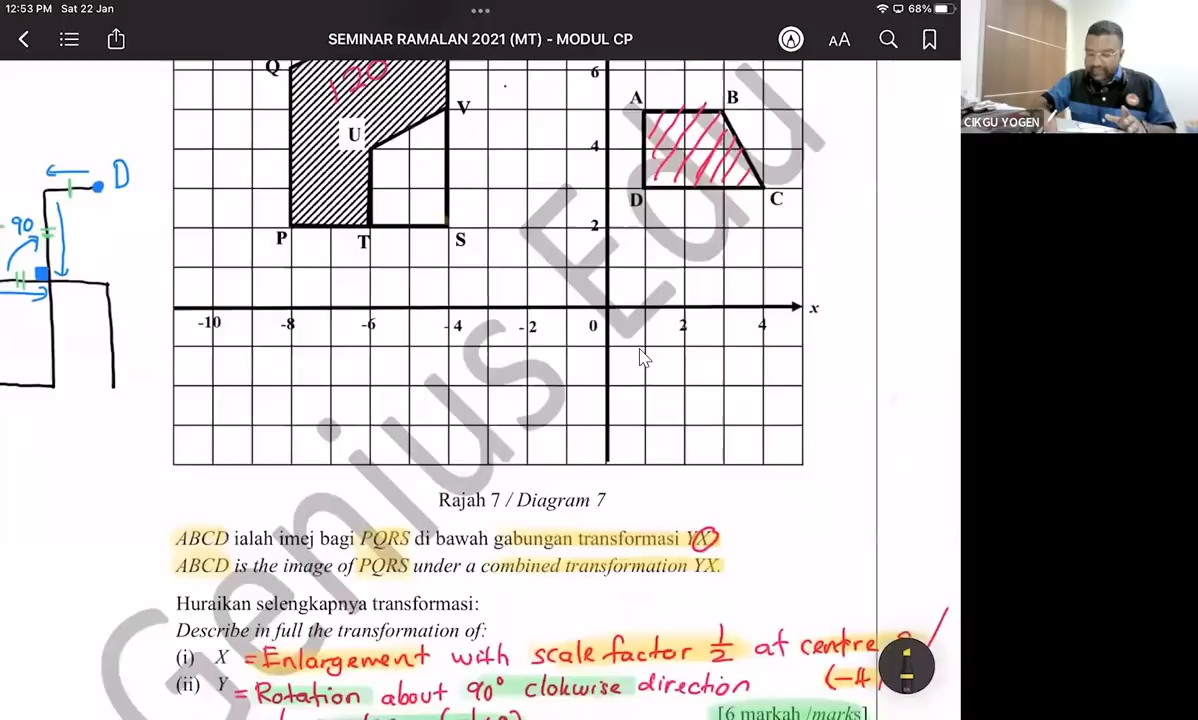 12:53 PM Sat 22 Jan
68%
SEMINAR RAMALAN 2021 (MT) - MODUL CP
AA
CIKGU YOGEN
Q
120
6
A
B
V
U
4
D
90
D
C
P
T
S
2
x
-10
-8
-6
- 4
- 2
0
2
4
Genius Edu
Rajah 7 / Diagram 7
ABCD ialah imej bagi PQRS di bawah gabungan transformasi YX
ABCD is the image of PQRS under a combined transformation YX.
Huraikan selengkapnya transformasi:
Describe in full the transformation of:
(i) X = Enlargement with scale factor 1/2 at centre
(-4
(ii) Y = Rotation about 90° clokwise direction
[6 markah /marks]